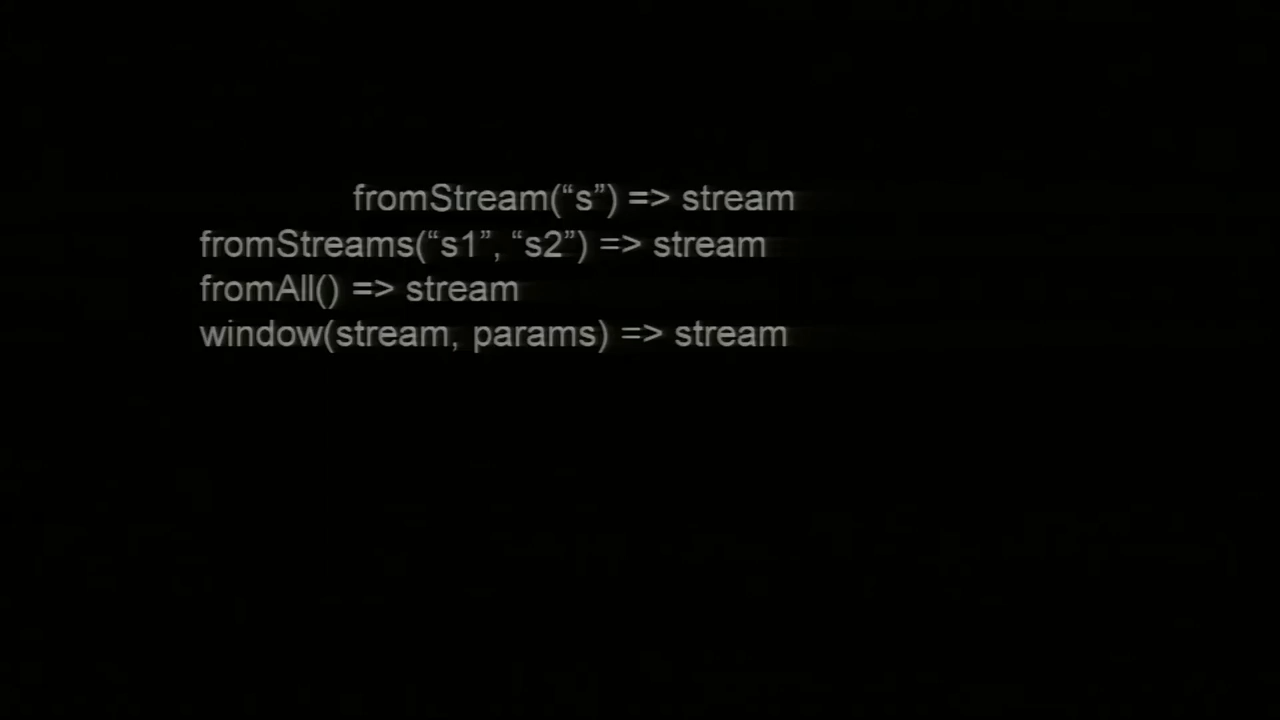 fromStream(“s”) => stream
fromStreams(“s1”, “s2”) => stream
fromAll() => stream
window(stream, params) => stream